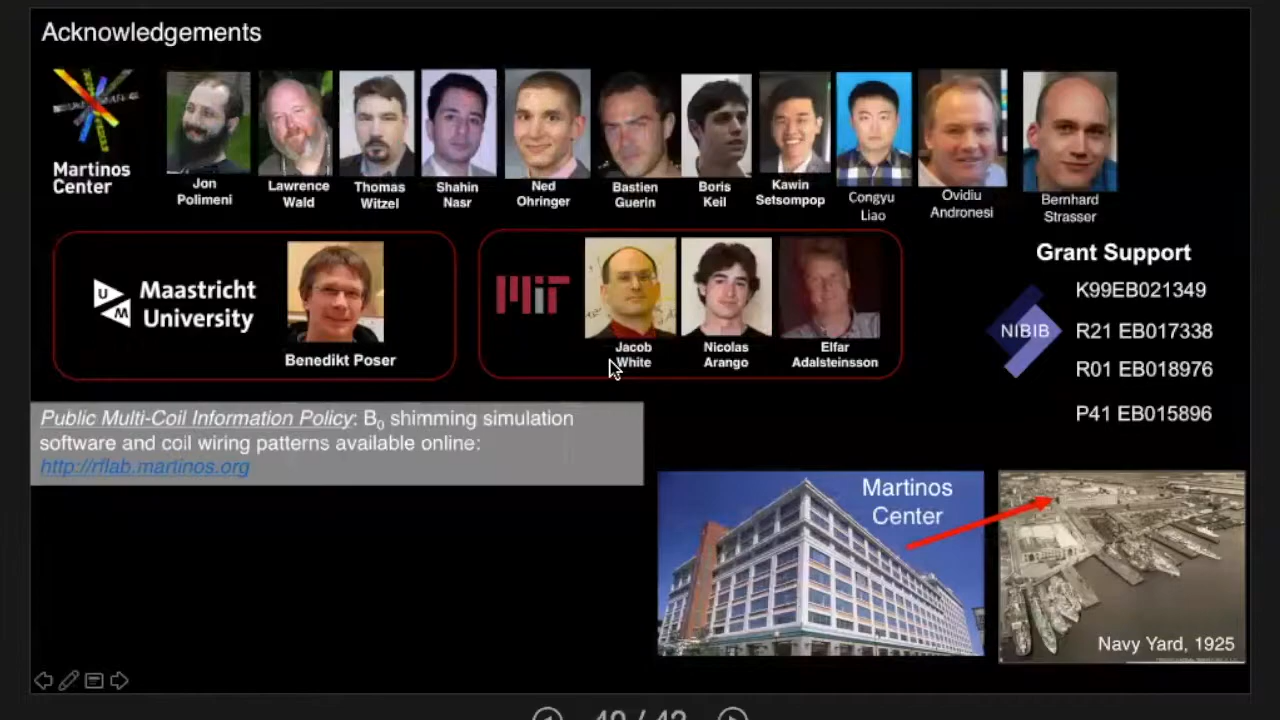 Acknowledgements
Martinos
Center
Jon
Polimeni
Lawrence
Wald
Thomas
Witzel
Shahin
Nasr
Ned
Ohringer
Bastien
Guerin
Boris
Keil
Kawin
Setsompop
Congyu
Liao
Ovidiu
Andronesi
Bernhard
Strasser
UM
Maastricht
University
Benedikt Poser
MIT
Jacob
White
Nicolas
Arango
Elfar
Adalsteinsson
Grant Support
NIBIB
K99EB021349
R21 EB017338
R01 EB018976
P41 EB015896
Public Multi-Coil Information Policy: B0 shimming simulation
software and coil wiring patterns available online:
http://rflab.martinos.org
Martinos
Center
Navy Yard, 1925